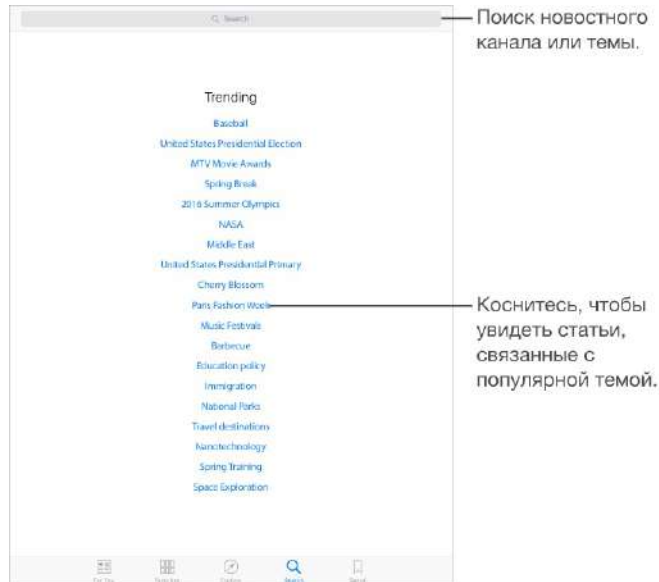 Search
Поиск новостного
канала или темы.
Trending
Baseball
United States Presidential Election
MTV Movie Awards
Spring Break
2016 Summer Olympics
NASA
Middle East
United States Presidential Primary
Cherry Blossom
Paris Fashion Week
Коснитесь, чтобы
увидеть статьи,
связанные с
популярной темой.
Music Festivals
Barbecue
Education policy
Immigration
National Parks
Travel destinations
Nanotechnology
Spring Training
Space Exploration
For You
Search